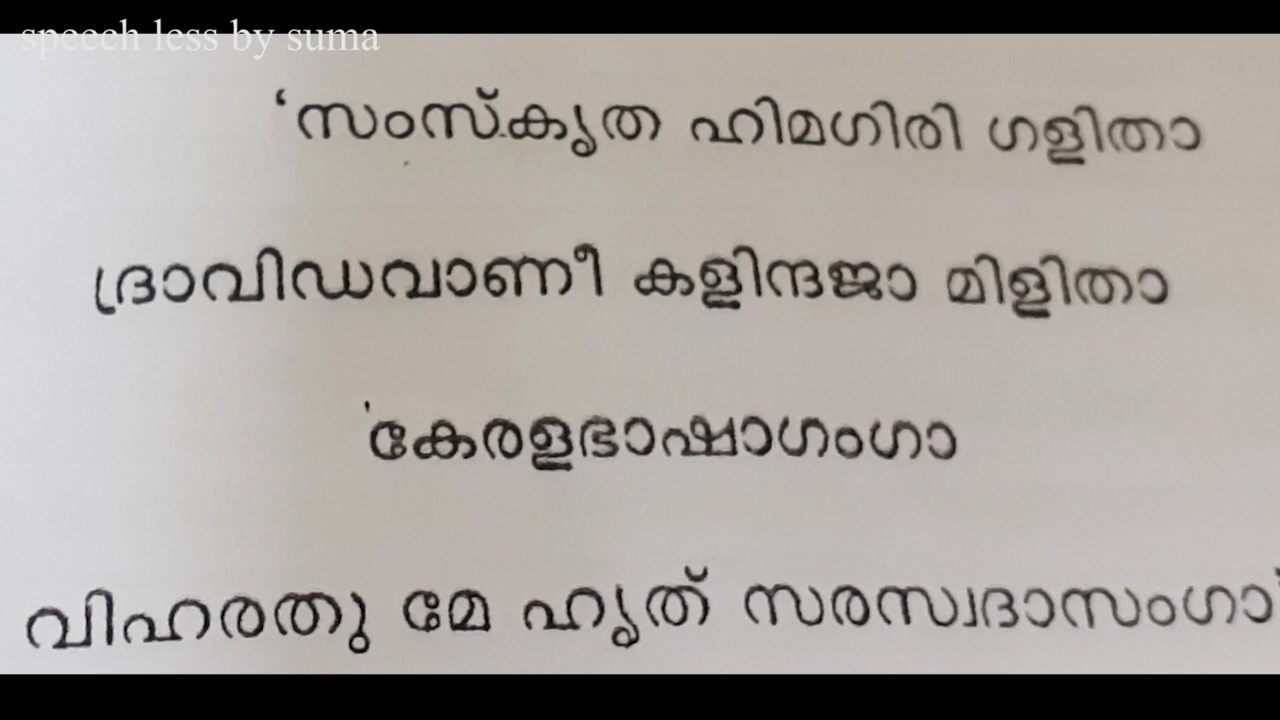 speech less by suma
‘സംസ്കൃത ഹിമഗിരി ഗളിതാ
ദ്രാവിഡവാണീ കളിന്ദജാ മിളിതാ
'കേരളഭാഷാഗംഗാ
വിഹരതു മേ ഹൃത് സരസ്വദാസംഗാ'